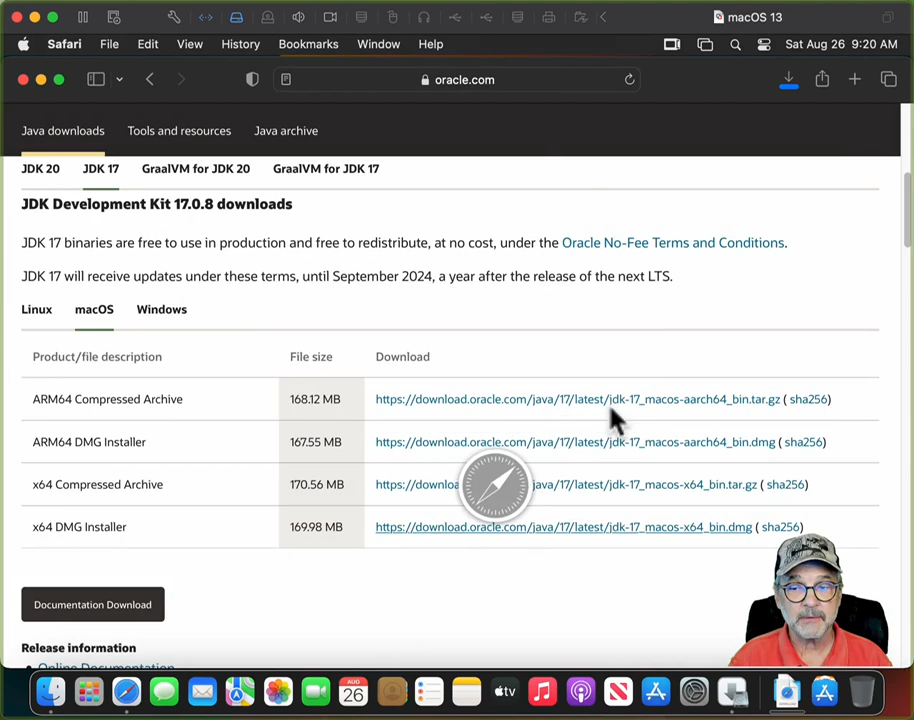 macOS 13
Safari File Edit View History Bookmarks Window Help Sat Aug 26 9:20 AM
oracle.com
Java downloads Tools and resources Java archive
JDK 20 JDK 17 GraalVM for JDK 20 GraalVM for JDK 17
JDK Development Kit 17.0.8 downloads
JDK 17 binaries are free to use in production and free to redistribute, at no cost, under the Oracle No-Fee Terms and Conditions.
JDK 17 will receive updates under these terms, until September 2024, a year after the release of the next LTS.
Linux macOS Windows
Product/file description File size Download
ARM64 Compressed Archive 168.12 MB https://download.oracle.com/java/17/latest/jdk-17_macos-aarch64_bin.tar.gz ( sha256)
ARM64 DMG Installer 167.55 MB https://download.oracle.com/java/17/latest/jdk-17_macos-aarch64_bin.dmg ( sha256)
x64 Compressed Archive 170.56 MB https://downloa /java/17/latest/jdk-17_macos-x64_bin.tar.gz ( sha256)
x64 DMG Installer 169.98 MB https://download.oracle.com/java/17/latest/jdk-17_macos-x64_bin.dmg ( sha256)
Documentation Download
Release information
Online Documentation
AUG
26
tv